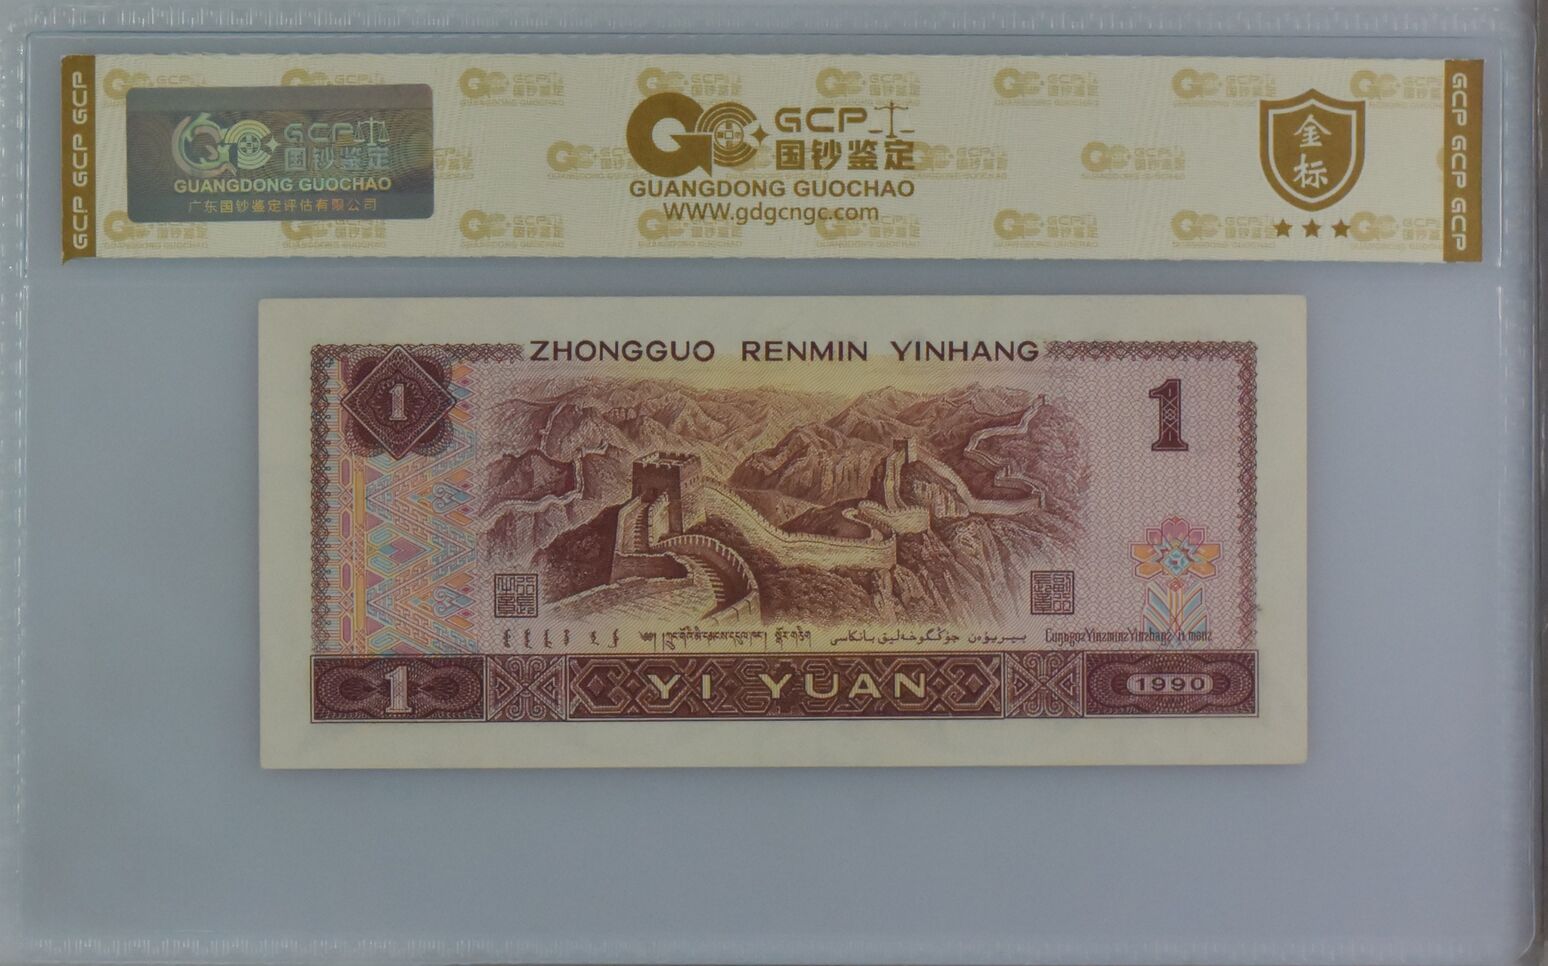 GCP GCP GCP
GCP
国钞鉴定
GUANGDONG GUOCHAO
广东国钞鉴定评估有限公司
GCP
国钞鉴定
GUANGDONG GUOCHAO
WWW.gdgcngc.com
金标
GCP GCP GCP
ZHONGGUO RENMIN YINHANG
1
1
1
YI YUAN
1990